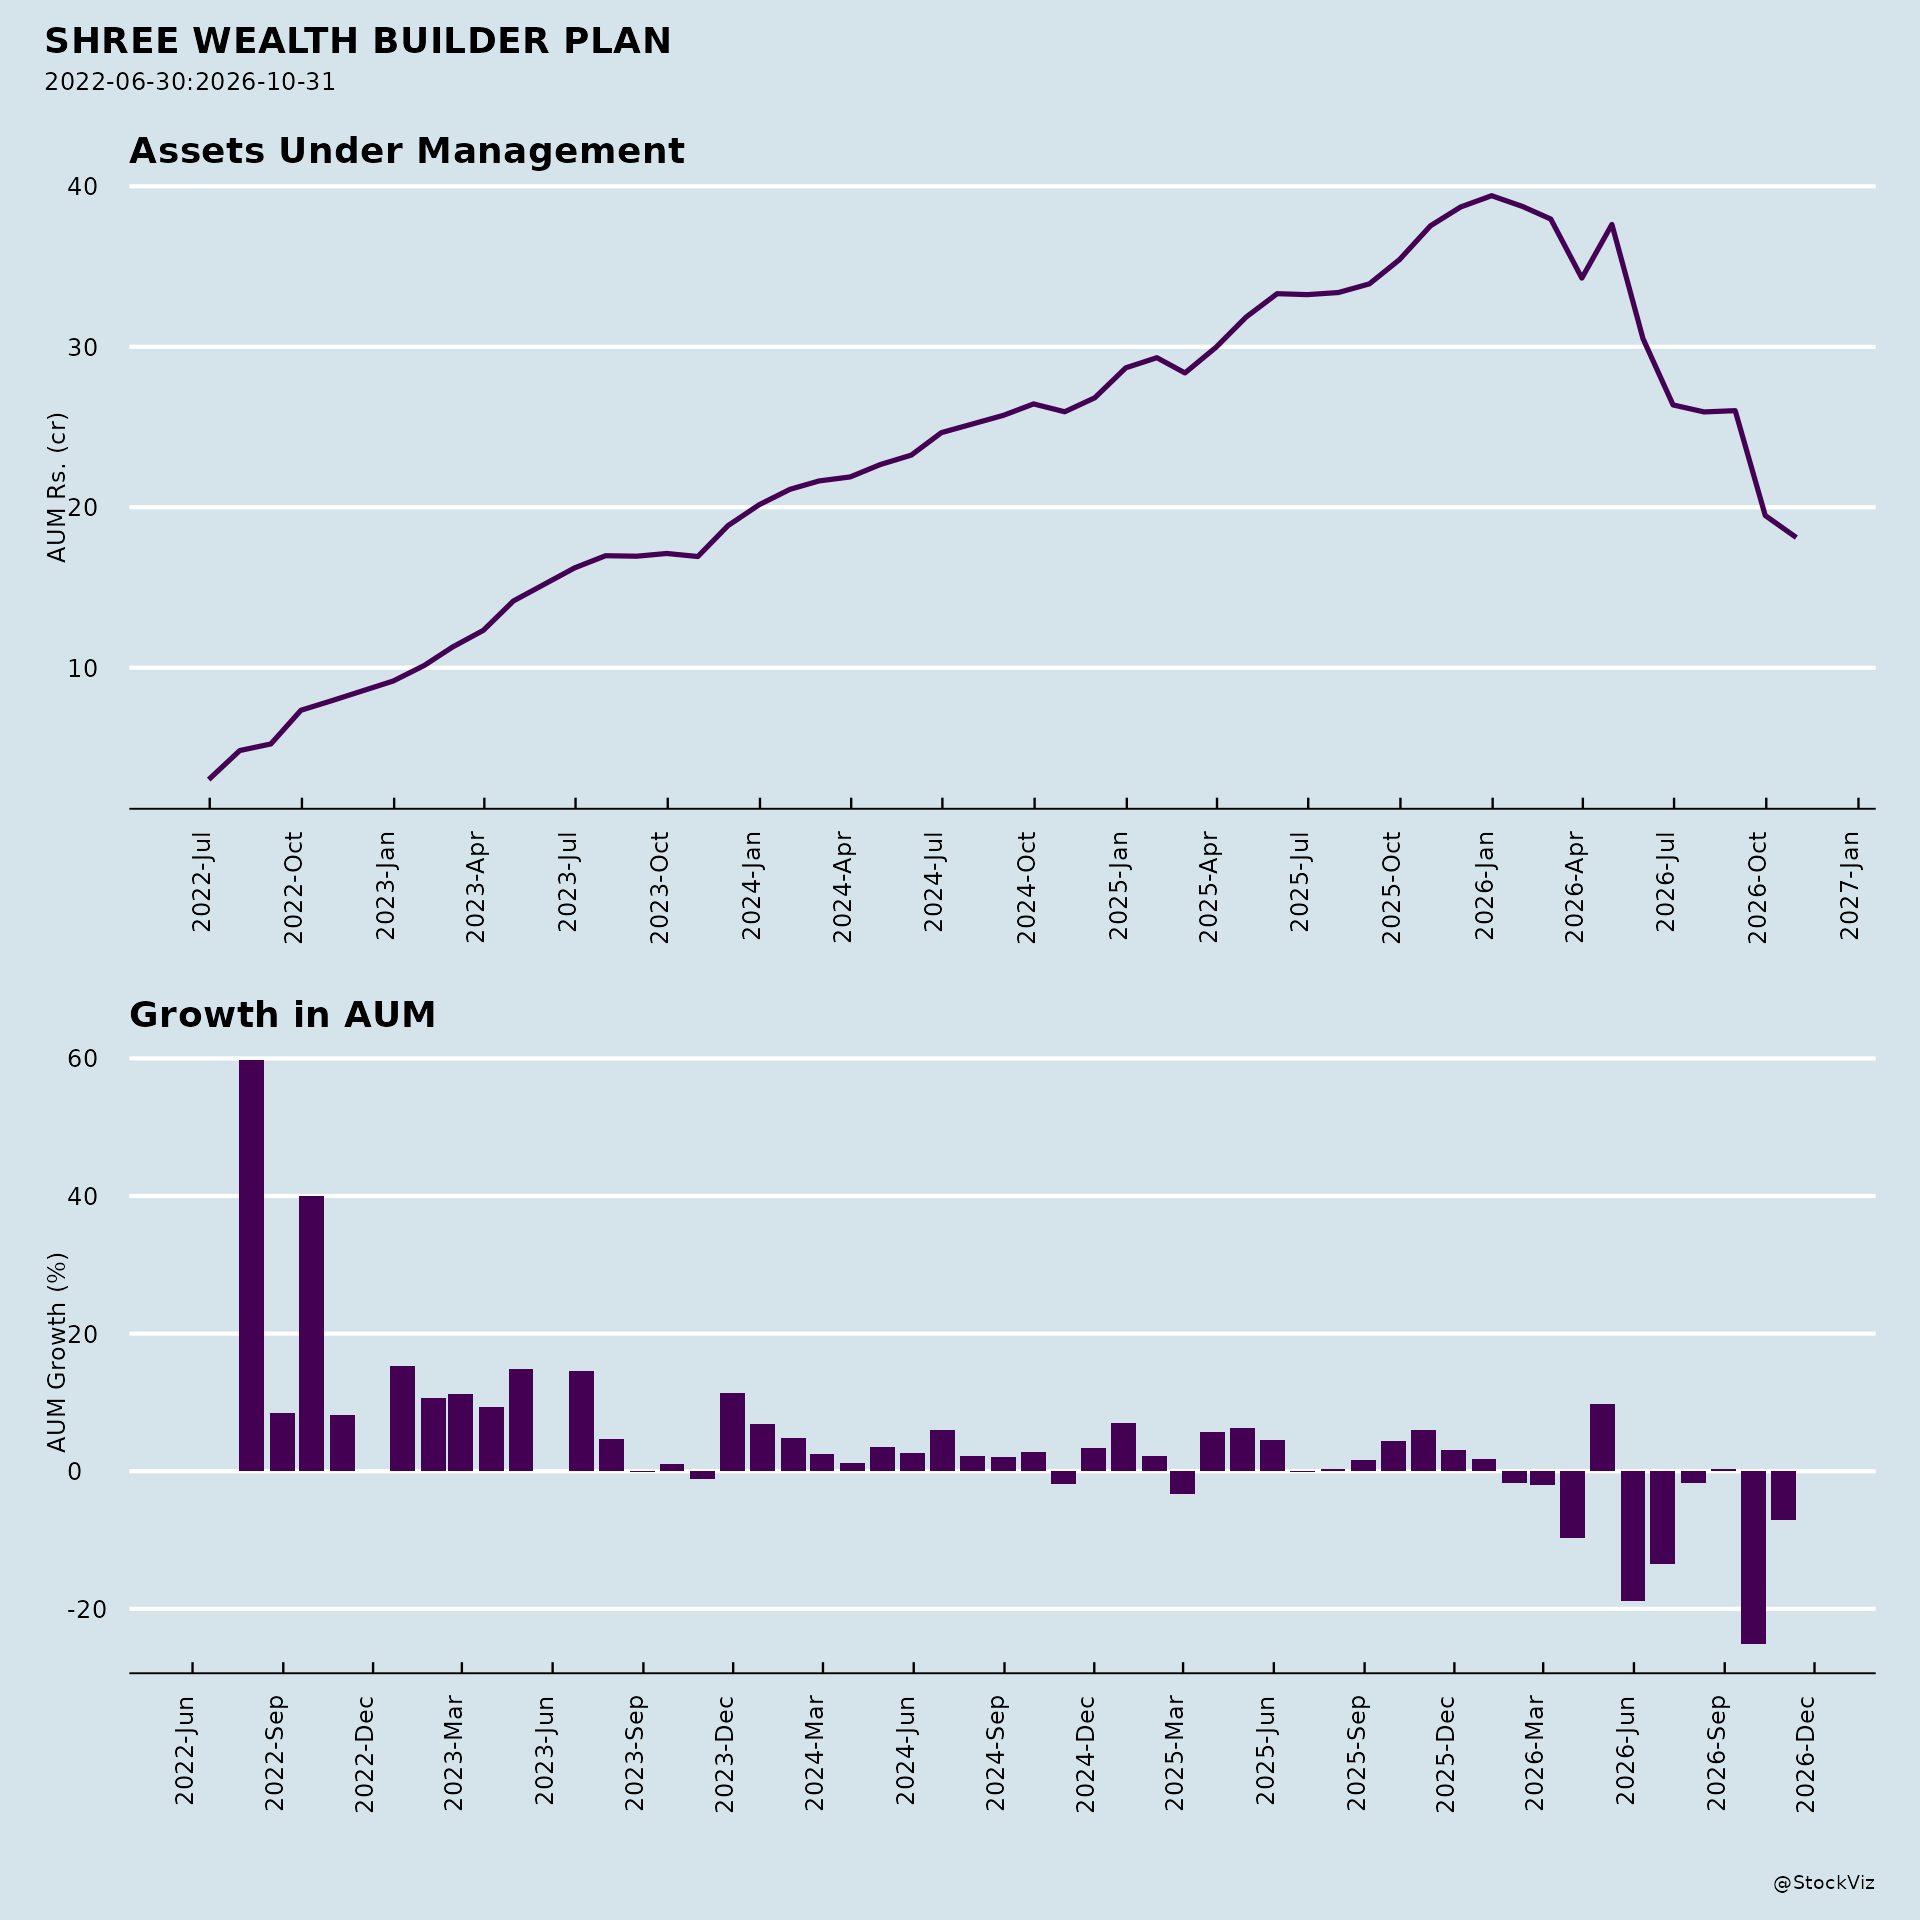 SHREE WEALTH BUILDER PLAN
2022-06-30:2026-10-31
Assets Under Management
AUM Rs. (cr)
40
30
20
10
2022-Jul
2022-Oct
2023-Jan
2023-Apr
2023-Jul
2023-Oct
2024-Jan
2024-Apr
2024-Jul
2024-Oct
2025-Jan
2025-Apr
2025-Jul
2025-Oct
2026-Jan
2026-Apr
2026-Jul
2026-Oct
2027-Jan
Growth in AUM
AUM Growth (%)
60
40
20
0
-20
2022-Jun
2022-Sep
2022-Dec
2023-Mar
2023-Jun
2023-Sep
2023-Dec
2024-Mar
2024-Jun
2024-Sep
2024-Dec
2025-Mar
2025-Jun
2025-Sep
2025-Dec
2026-Mar
2026-Jun
2026-Sep
2026-Dec
@StockViz